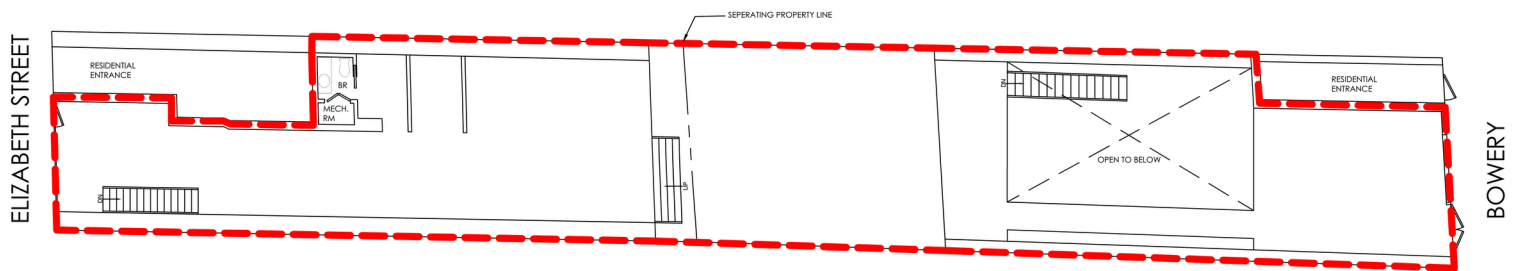 ELIZABETH STREET
RESIDENTIAL
ENTRANCE
DN
BR
MECH.
RM
SEPERATING PROPERTY LINE
UP
DN
OPEN TO BELOW
RESIDENTIAL
ENTRANCE
BOWERY